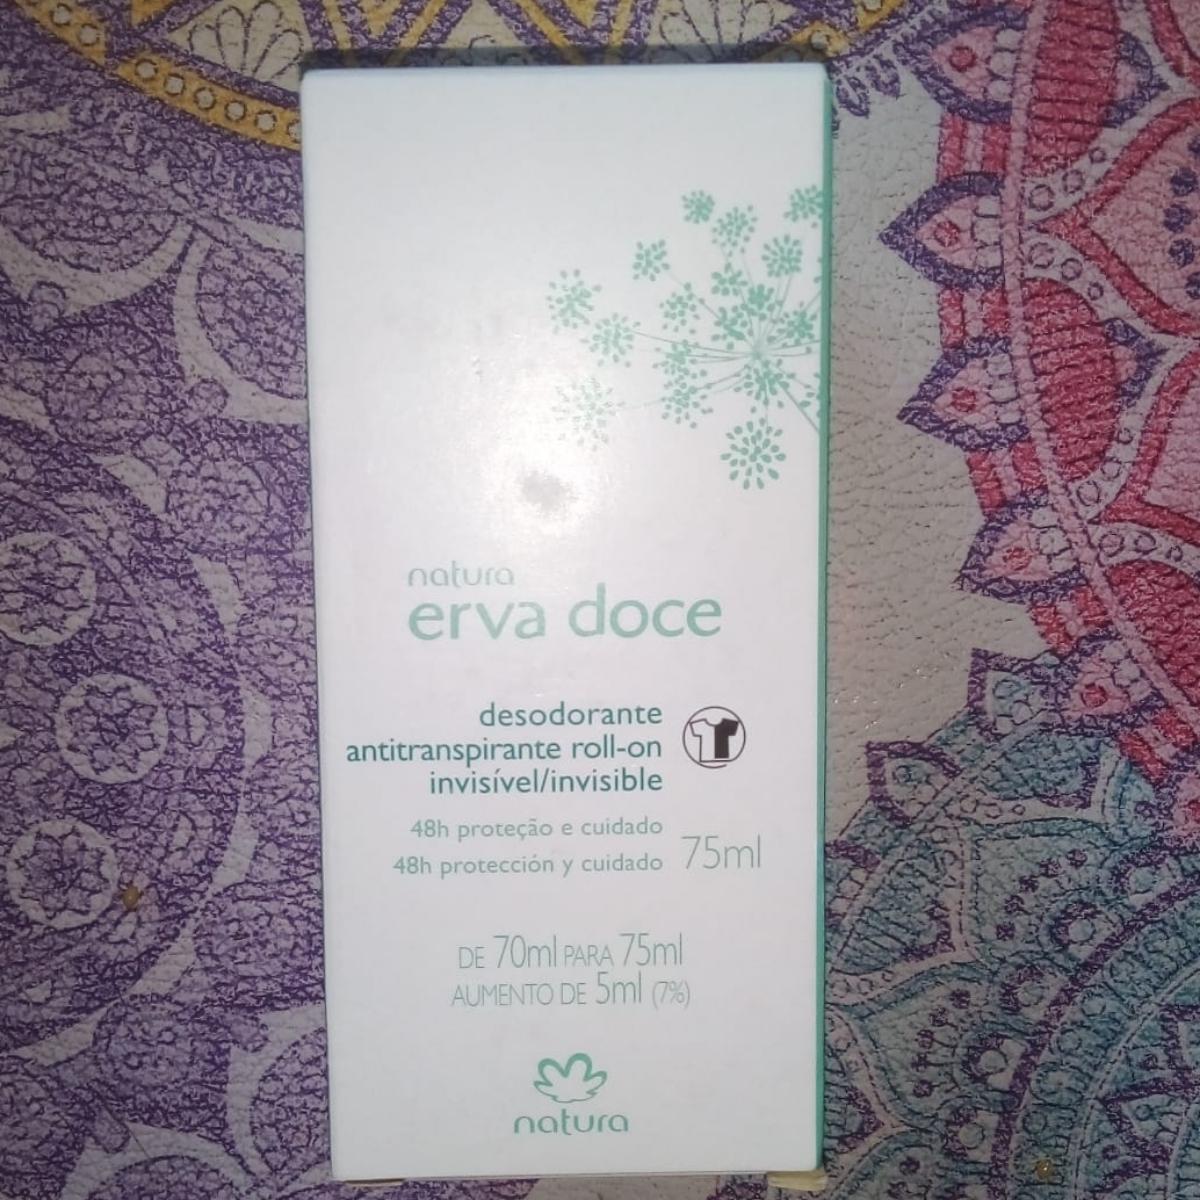 natura
erva doce
desodorante
antitranspirante roll-on
invisível/invisible
48h proteção e cuidado
48h protección y cuidado
75ml
DE 70ml PARA 75ml
AUMENTO DE 5ml (7%)
natura